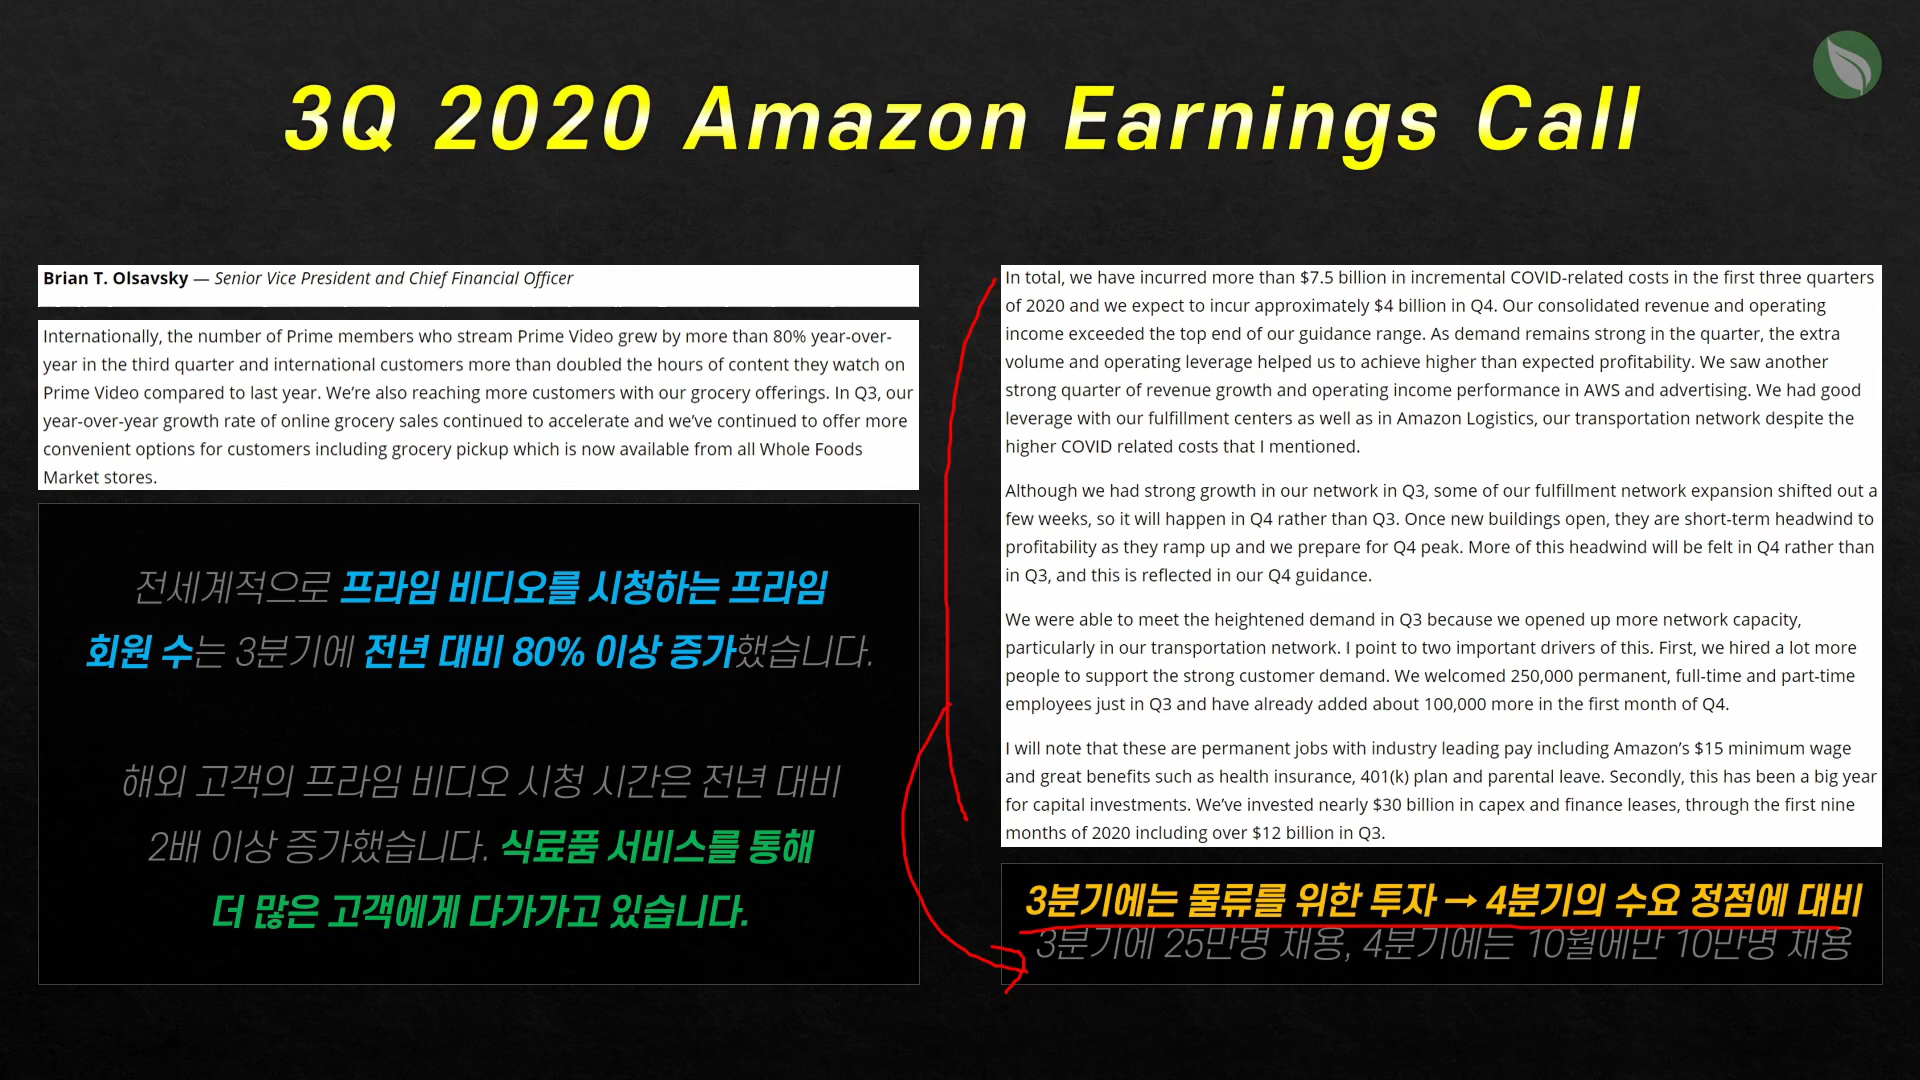 3Q 2020 Amazon Earnings Call
Brian T. Olsavsky — Senior Vice President and Chief Financial Officer
Internationally, the number of Prime members who stream Prime Video grew by more than 80% year-over-
year in the third quarter and international customers more than doubled the hours of content they watch on
Prime Video compared to last year. We’re also reaching more customers with our grocery offerings. In Q3, our
year-over-year growth rate of online grocery sales continued to accelerate and we’ve continued to offer more
convenient options for customers including grocery pickup which is now available from all Whole Foods
Market stores.
전세계적으로 프라임 비디오를 시청하는 프라임
회원 수는 3분기에 전년 대비 80% 이상 증가했습니다.
해외 고객의 프라임 비디오 시청 시간은 전년 대비
2배 이상 증가했습니다. 식료품 서비스를 통해
더 많은 고객에게 다가가고 있습니다.
In total, we have incurred more than $7.5 billion in incremental COVID-related costs in the first three quarters
of 2020 and we expect to incur approximately $4 billion in Q4. Our consolidated revenue and operating
income exceeded the top end of our guidance range. As demand remains strong in the quarter, the extra
volume and operating leverage helped us to achieve higher than expected profitability. We saw another
strong quarter of revenue growth and operating income performance in AWS and advertising. We had good
leverage with our fulfillment centers as well as in Amazon Logistics, our transportation network despite the
higher COVID related costs that I mentioned.
Although we had strong growth in our network in Q3, some of our fulfillment network expansion shifted out a
few weeks, so it will happen in Q4 rather than Q3. Once new buildings open, they are short-term headwind to
profitability as they ramp up and we prepare for Q4 peak. More of this headwind will be felt in Q4 rather than
in Q3, and this is reflected in our Q4 guidance.
We were able to meet the heightened demand in Q3 because we opened up more network capacity,
particularly in our transportation network. I point to two important drivers of this. First, we hired a lot more
people to support the strong customer demand. We welcomed 250,000 permanent, full-time and part-time
employees just in Q3 and have already added about 100,000 more in the first month of Q4.
I will note that these are permanent jobs with industry leading pay including Amazon’s $15 minimum wage
and great benefits such as health insurance, 401(k) plan and parental leave. Secondly, this has been a big year
for capital investments. We’ve invested nearly $30 billion in capex and finance leases, through the first nine
months of 2020 including over $12 billion in Q3.
3분기에는 물류를 위한 투자 → 4분기의 수요 정점에 대비
3분기에 25만명 채용, 4분기에는 10월에만 10만명 채용